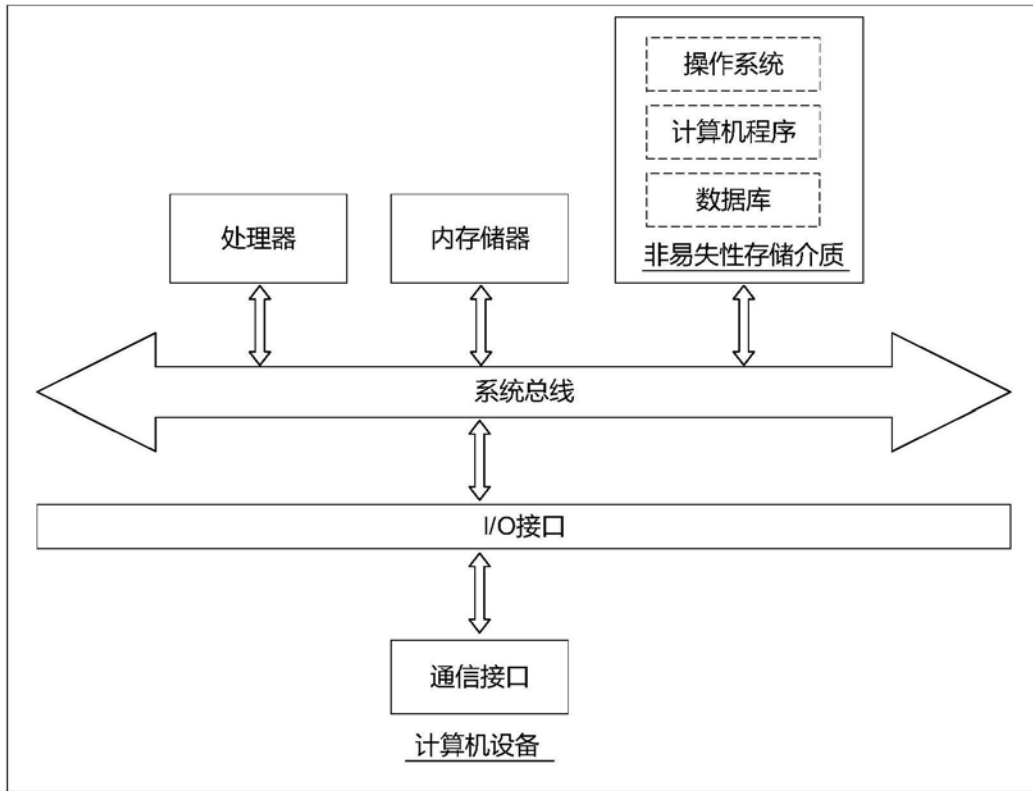 操作系统
计算机程序
数据库
非易失性存储介质
处理器
内存储器
系统总线
I/O接口
通信接口
计算机设备